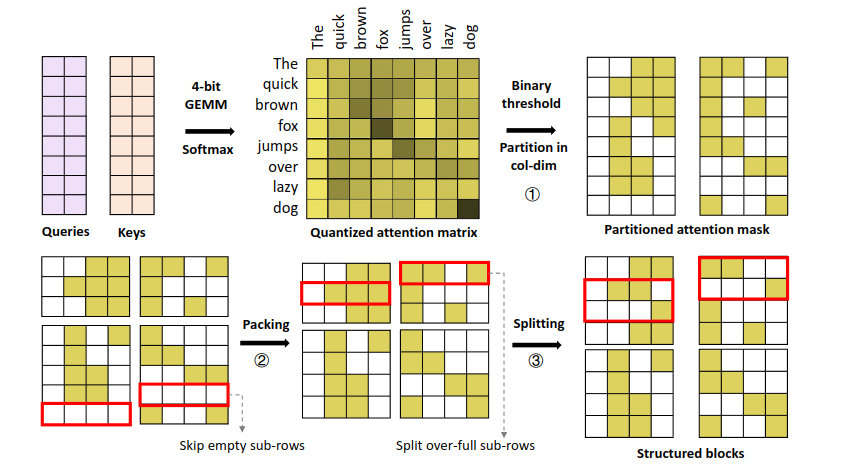 The quick brown fox jumps over lazy dog
The
quick
brown
fox
jumps
over
lazy
dog
4-bit
GEMM
Softmax
Binary
threshold
Partition in
col-dim
①
Queries
Keys
Quantized attention matrix
Partitioned attention mask
Packing
②
Splitting
③
Skip empty sub-rows
Split over-full sub-rows
Structured blocks